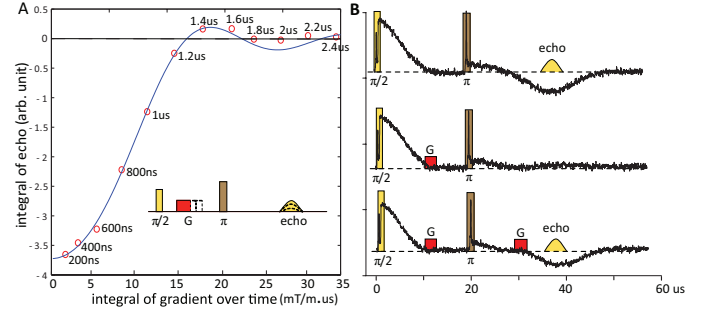 A
0.5
0
-0.5
-1
-1.5
-2
-2.5
-3
-3.5
-4
integral of echo (arb. unit)
1.4us
1.6us
1.8us
2us
2.2us
2.4us
1.2us
1us
800ns
600ns
400ns
200ns
π/2
G
π
echo
0 5 10 15 20 25 30 35
integral of gradient over time (mT/m.us)
B
echo
π/2
π
G
π/2
π
G
G
echo
π/2
π
0 20 40 60 us